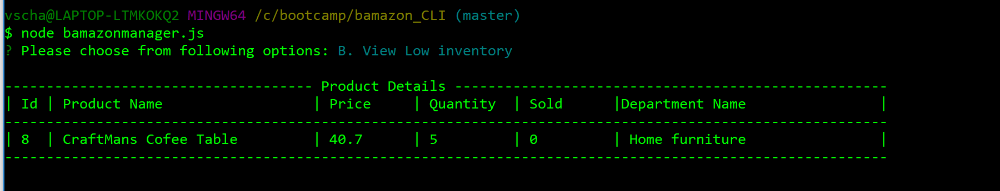 vscha@LAPTOP-LTMKOKQ2 MINGW64 /c/bootcamp/bamazon_CLI (master)
$ node bamazonmanager.js
? Please choose from following options: B. View Low inventory
------------------------------------- Product Details ----------------------------------------------------
| Id | Product Name                  | Price     | Quantity  | Sold      |Department Name                |
----------------------------------------------------------------------------------------------------------
| 8  | CraftMans Cofee Table         | 40.7      | 5         | 0         | Home furniture                |
----------------------------------------------------------------------------------------------------------